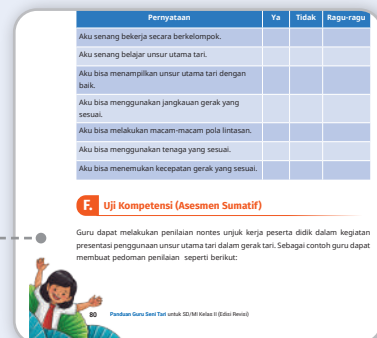 Pernyataan Ya Tidak Ragu-ragu
Aku senang bekerja secara berkelompok.
Aku senang belajar unsur utama tari.
Aku bisa menampilkan unsur utama tari dengan
baik.
Aku bisa menggunakan jangkauan gerak yang
sesuai.
Aku bisa melakukan macam-macam pola lintasan.
Aku bisa menggunakan tenaga yang sesuai.
Aku bisa menemukan kecepatan gerak yang sesuai.
F. Uji Kompetensi (Asesmen Sumatif)
Guru dapat melakukan penilaian nontes unjuk kerja peserta didik dalam kegiatan
presentasi penggunaan unsur utama tari dalam gerak tari. Sebagai contoh guru dapat
membuat pedoman penilaian seperti berikut:
80 Panduan Guru Seni Tari untuk SD/MI Kelas II (Edisi Revisi)